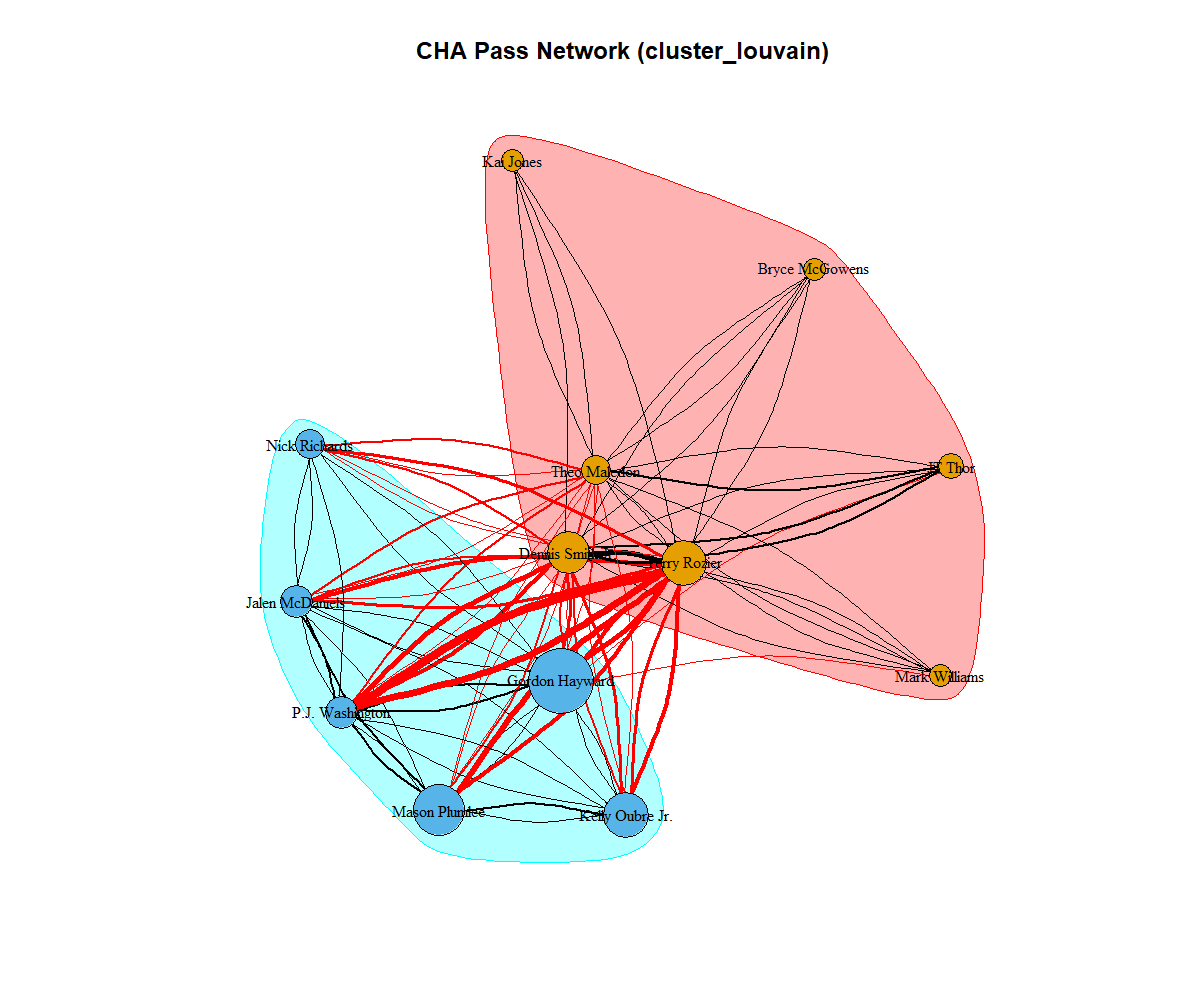 CHA Pass Network (cluster_louvain)
Kai Jones
Bryce McGowens
Nick Richards
Theo Maledon
JT Thor
Dennis Smith
Terry Rozier
Jalen McDaniels
Mark Williams
Gordon Hayward
P.J. Washington
Mason Plumlee
Kelly Oubre Jr.